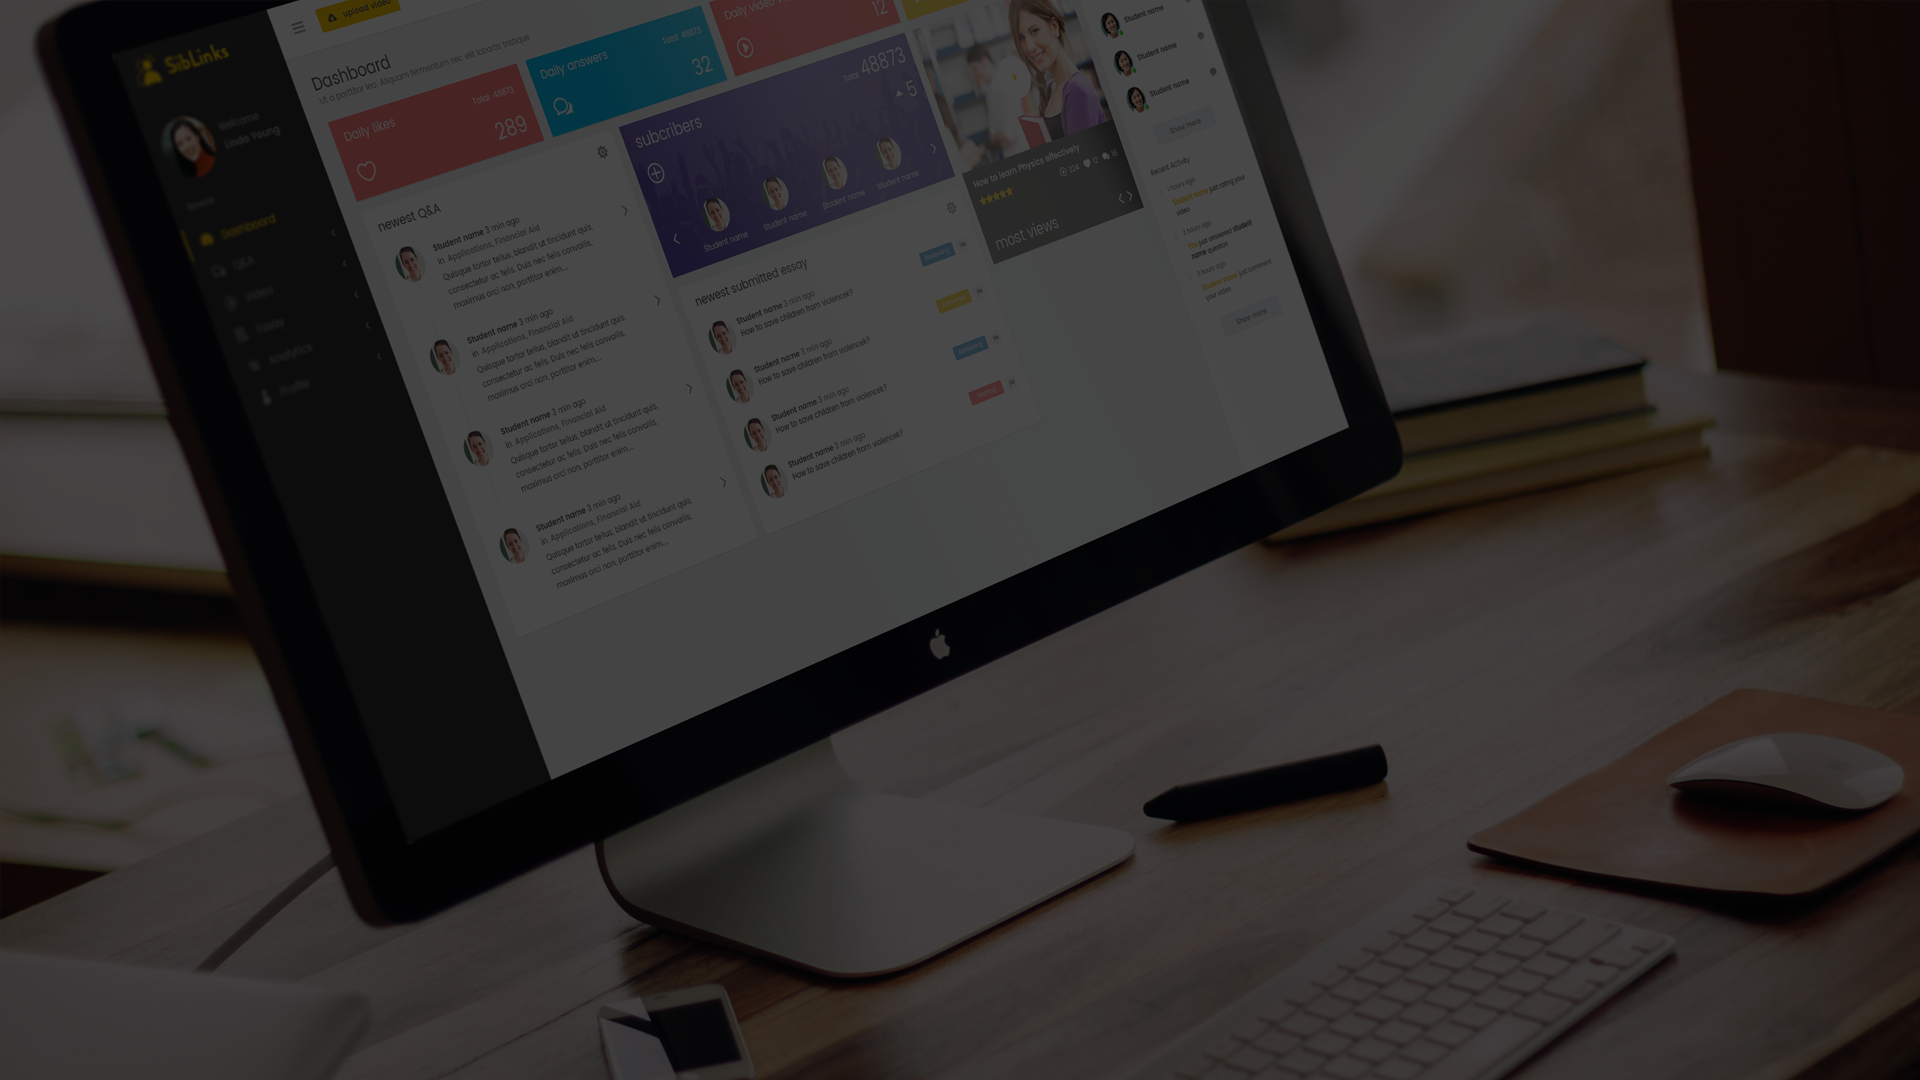 SibLinks
Welcome
Linda Young
Dashboard
Q&A
Video
Essay
Analytics
Profile
upload video
Dashboard
Ut a porttitor leo. Aliquam fermentum nec elit lobortis tristique
Daily likes
Total 48873
289
Daily answers
Total 48873
32
Daily video
12
newest Q&A
Student name 3 min ago
in Applications, Financial Aid
Quisque tortor tellus, blandit ut tincidunt quis,
consectetur ac felis. Duis nec felis convallis,
maximus orci non, porttitor enim...
Student name 3 min ago
in Applications, Financial Aid
Quisque tortor tellus, blandit ut tincidunt quis,
consectetur ac felis. Duis nec felis convallis,
maximus orci non, porttitor enim...
Student name 3 min ago
in Applications, Financial Aid
Quisque tortor tellus, blandit ut tincidunt quis,
consectetur ac felis. Duis nec felis convallis,
maximus orci non, porttitor enim...
Student name 3 min ago
in Applications, Financial Aid
Quisque tortor tellus, blandit ut tincidunt quis,
consectetur ac felis. Duis nec felis convallis,
maximus orci non, porttitor enim...
subcribers
Total 48873
5
Student name
Student name
Student name
Student name
newest submitted essay
Student name 3 min ago
How to save children from violencek?
Student name 3 min ago
How to save children from violencek?
Student name 3 min ago
How to save children from violencek?
Student name 3 min ago
How to save children from violencek?
How to learn Physics effectively
most views
Student name
Student name
Student name
Show more
Recent Activity
1 hours ago
Student name just rating your
video
3 hours ago
just answered student
name question
3 hours ago
Student name just comment
your video
Show more